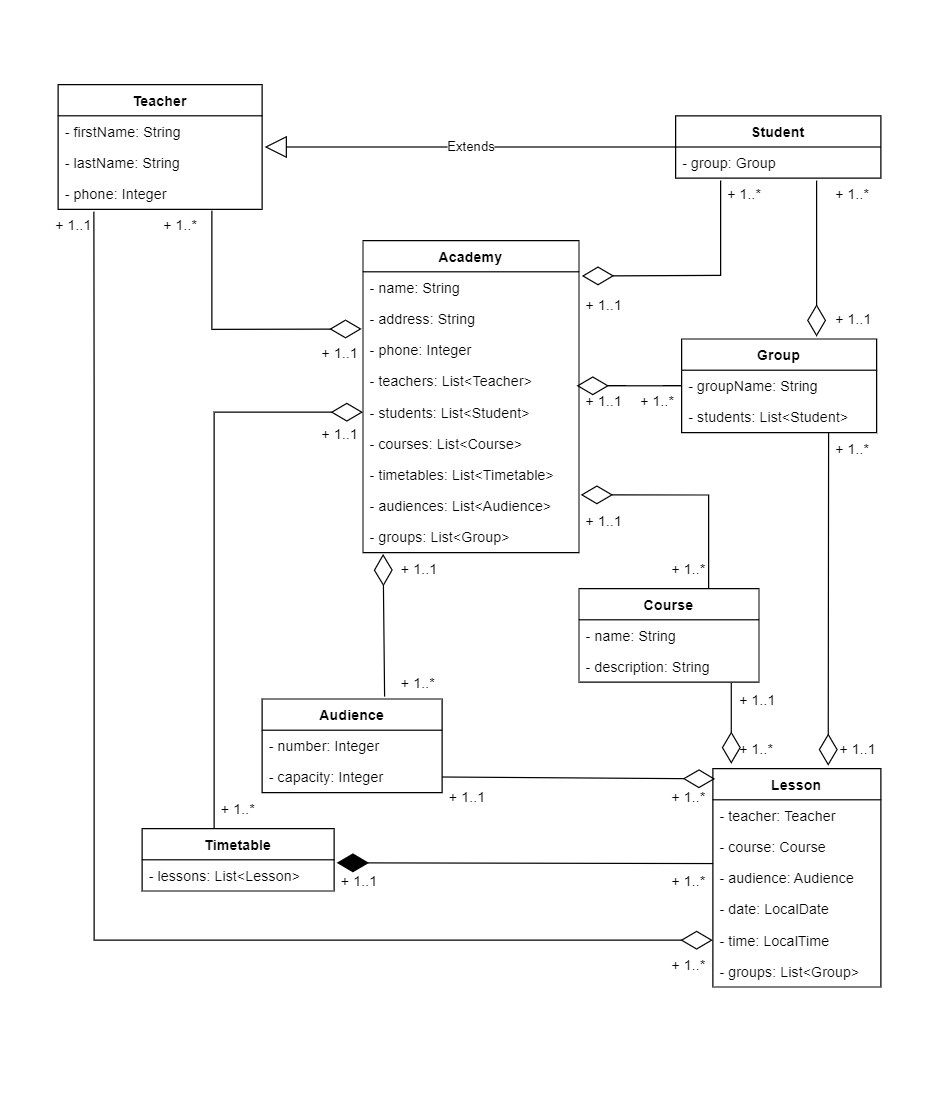 Teacher
- firstName: String
- lastName: String
- phone: Integer
+ 1..1
+ 1..*
Extends
Student
- group: Group
+ 1..*
+ 1..*
Academy
- name: String
- address: String
- phone: Integer
- teachers: List<Teacher>
- students: List<Student>
- courses: List<Course>
- timetables: List<Timetable>
- audiences: List<Audience>
- groups: List<Group>
+ 1..1
+ 1..1
+ 1..1
+ 1..1
+ 1..*
+ 1..1
+ 1..1
+ 1..1
Group
- groupName: String
- students: List<Student>
+ 1..*
+ 1..*
Course
- name: String
- description: String
+ 1..1
+ 1..*
+ 1..1
+ 1..*
Audience
- number: Integer
- capacity: Integer
+ 1..1
+ 1..*
+ 1..*
Timetable
- lessons: List<Lesson>
+ 1..1
+ 1..*
+ 1..*
Lesson
- teacher: Teacher
- course: Course
- audience: Audience
- date: LocalDate
- time: LocalTime
- groups: List<Group>